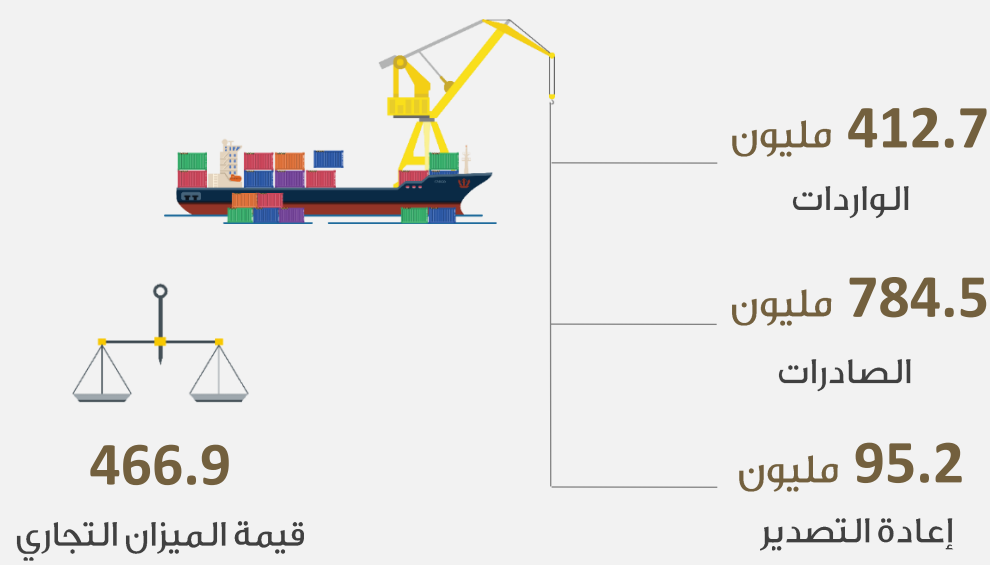 412.7 مليون
الواردات
784.5 مليون
الصادرات
95.2 مليون
إعادة التصدير
466.9
قيمة الميزان التجاري